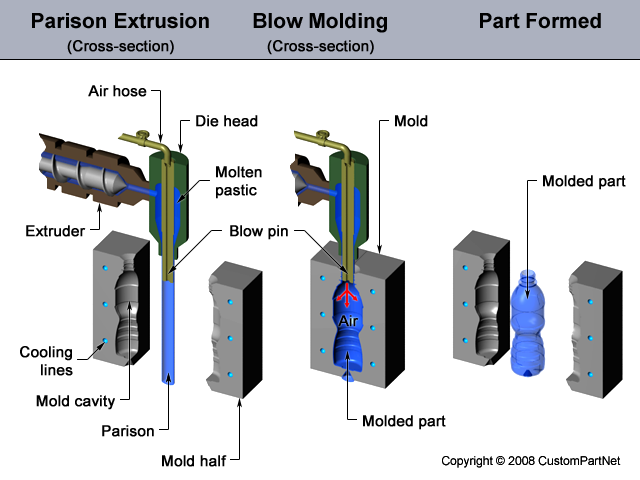 Parison Extrusion
(Cross-section)
Blow Molding
(Cross-section)
Part Formed
Air hose
Die head
Mold
Molten
pastic
Molded part
Extruder
Blow pin
Air
Cooling
lines
Mold cavity
Parison
Molded part
Mold half
Copyright © 2008 CustomPartNet